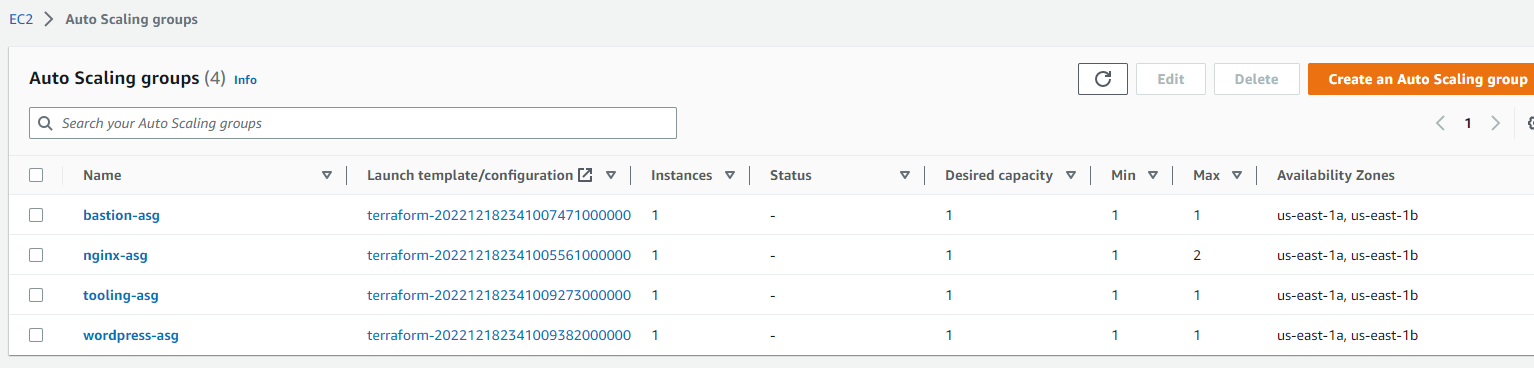 EC2 > Auto Scaling groups
Auto Scaling groups (4) Info
Edit Delete Create an Auto Scaling group
Search your Auto Scaling groups
1
Name Launch template/configuration Instances Status Desired capacity Min Max Availability Zones
bastion-asg terraform-202212182341007471000000 1 - 1 1 1 us-east-1a, us-east-1b
nginx-asg terraform-202212182341005561000000 1 - 1 1 2 us-east-1a, us-east-1b
tooling-asg terraform-202212182341009273000000 1 - 1 1 1 us-east-1a, us-east-1b
wordpress-asg terraform-202212182341009382000000 1 - 1 1 1 us-east-1a, us-east-1b